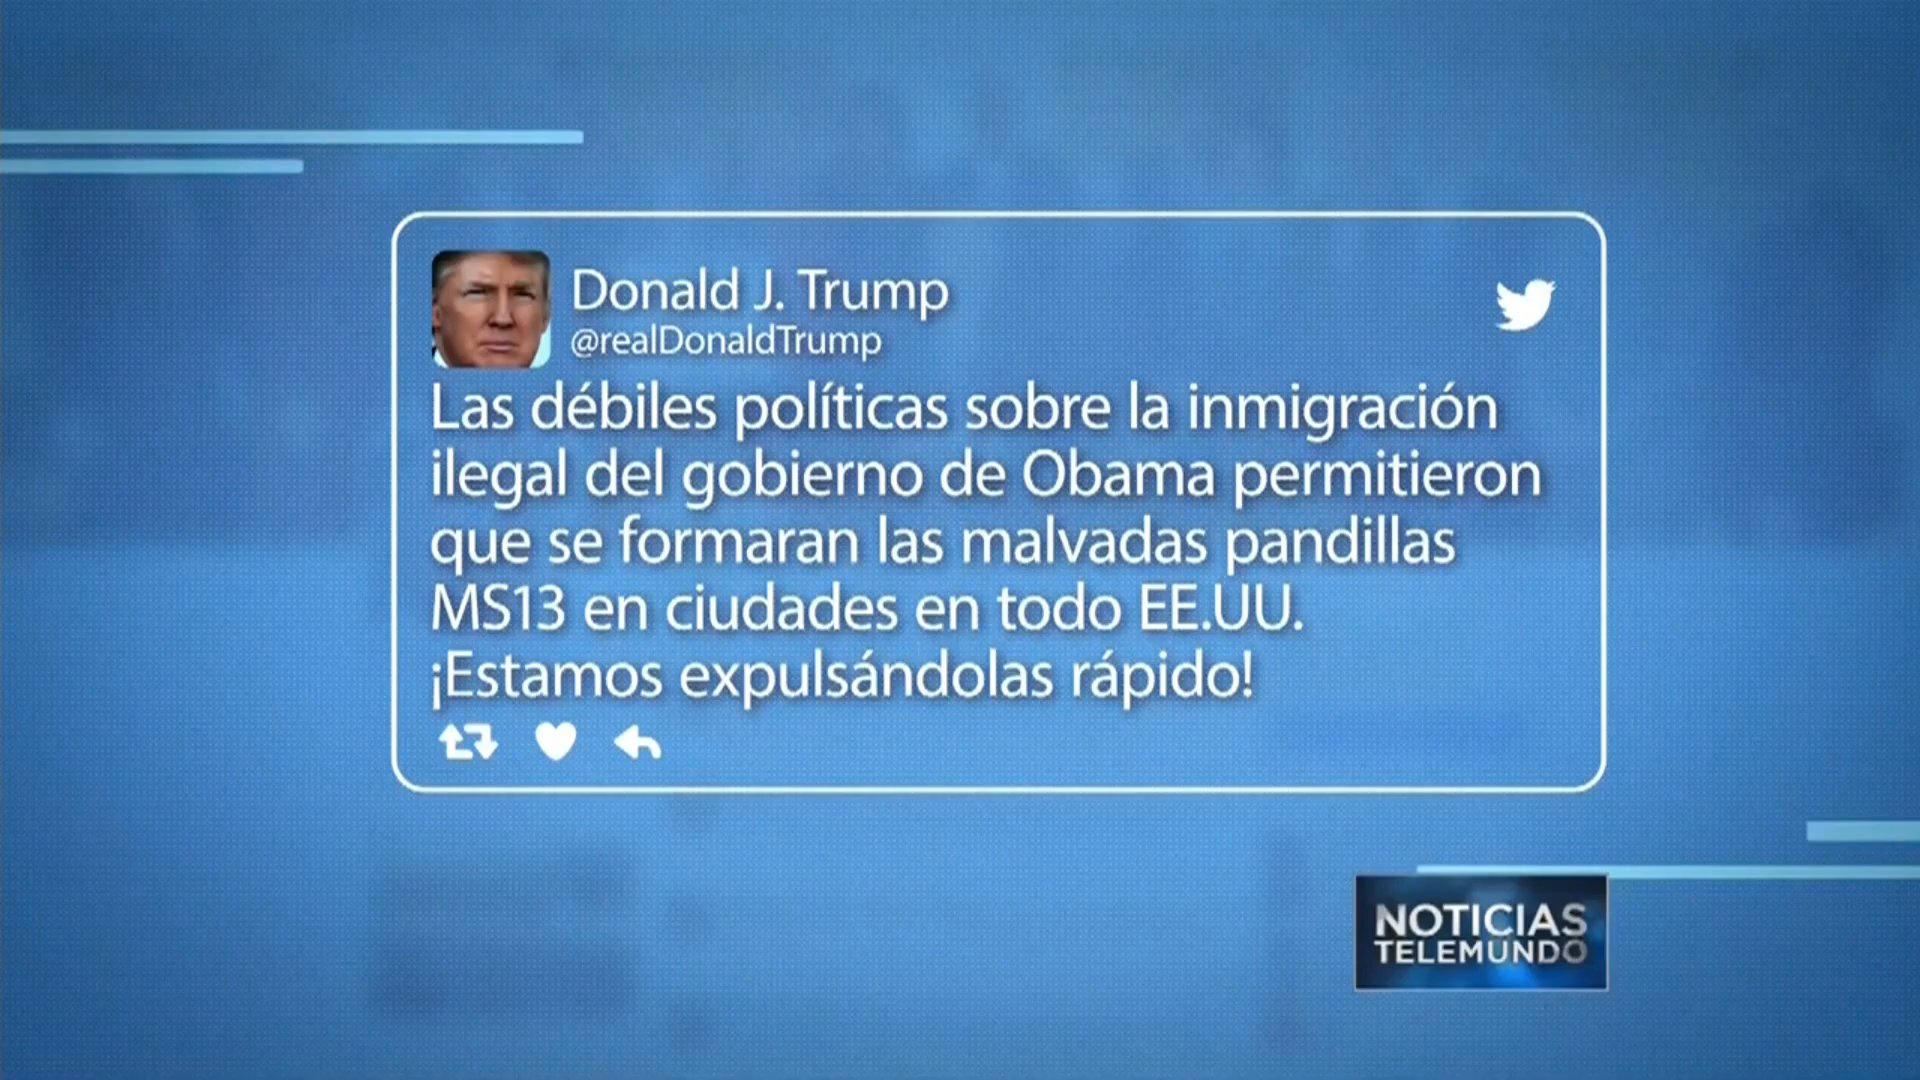 Donald J. Trump
@realDonaldTrump
Las débiles políticas sobre la inmigración
ilegal del gobierno de Obama permitieron
que se formaran las malvadas pandillas
MS13 en ciudades en todo EE.UU.
¡Estamos expulsándolas rápido!
NOTICIAS
TELEMUNDO